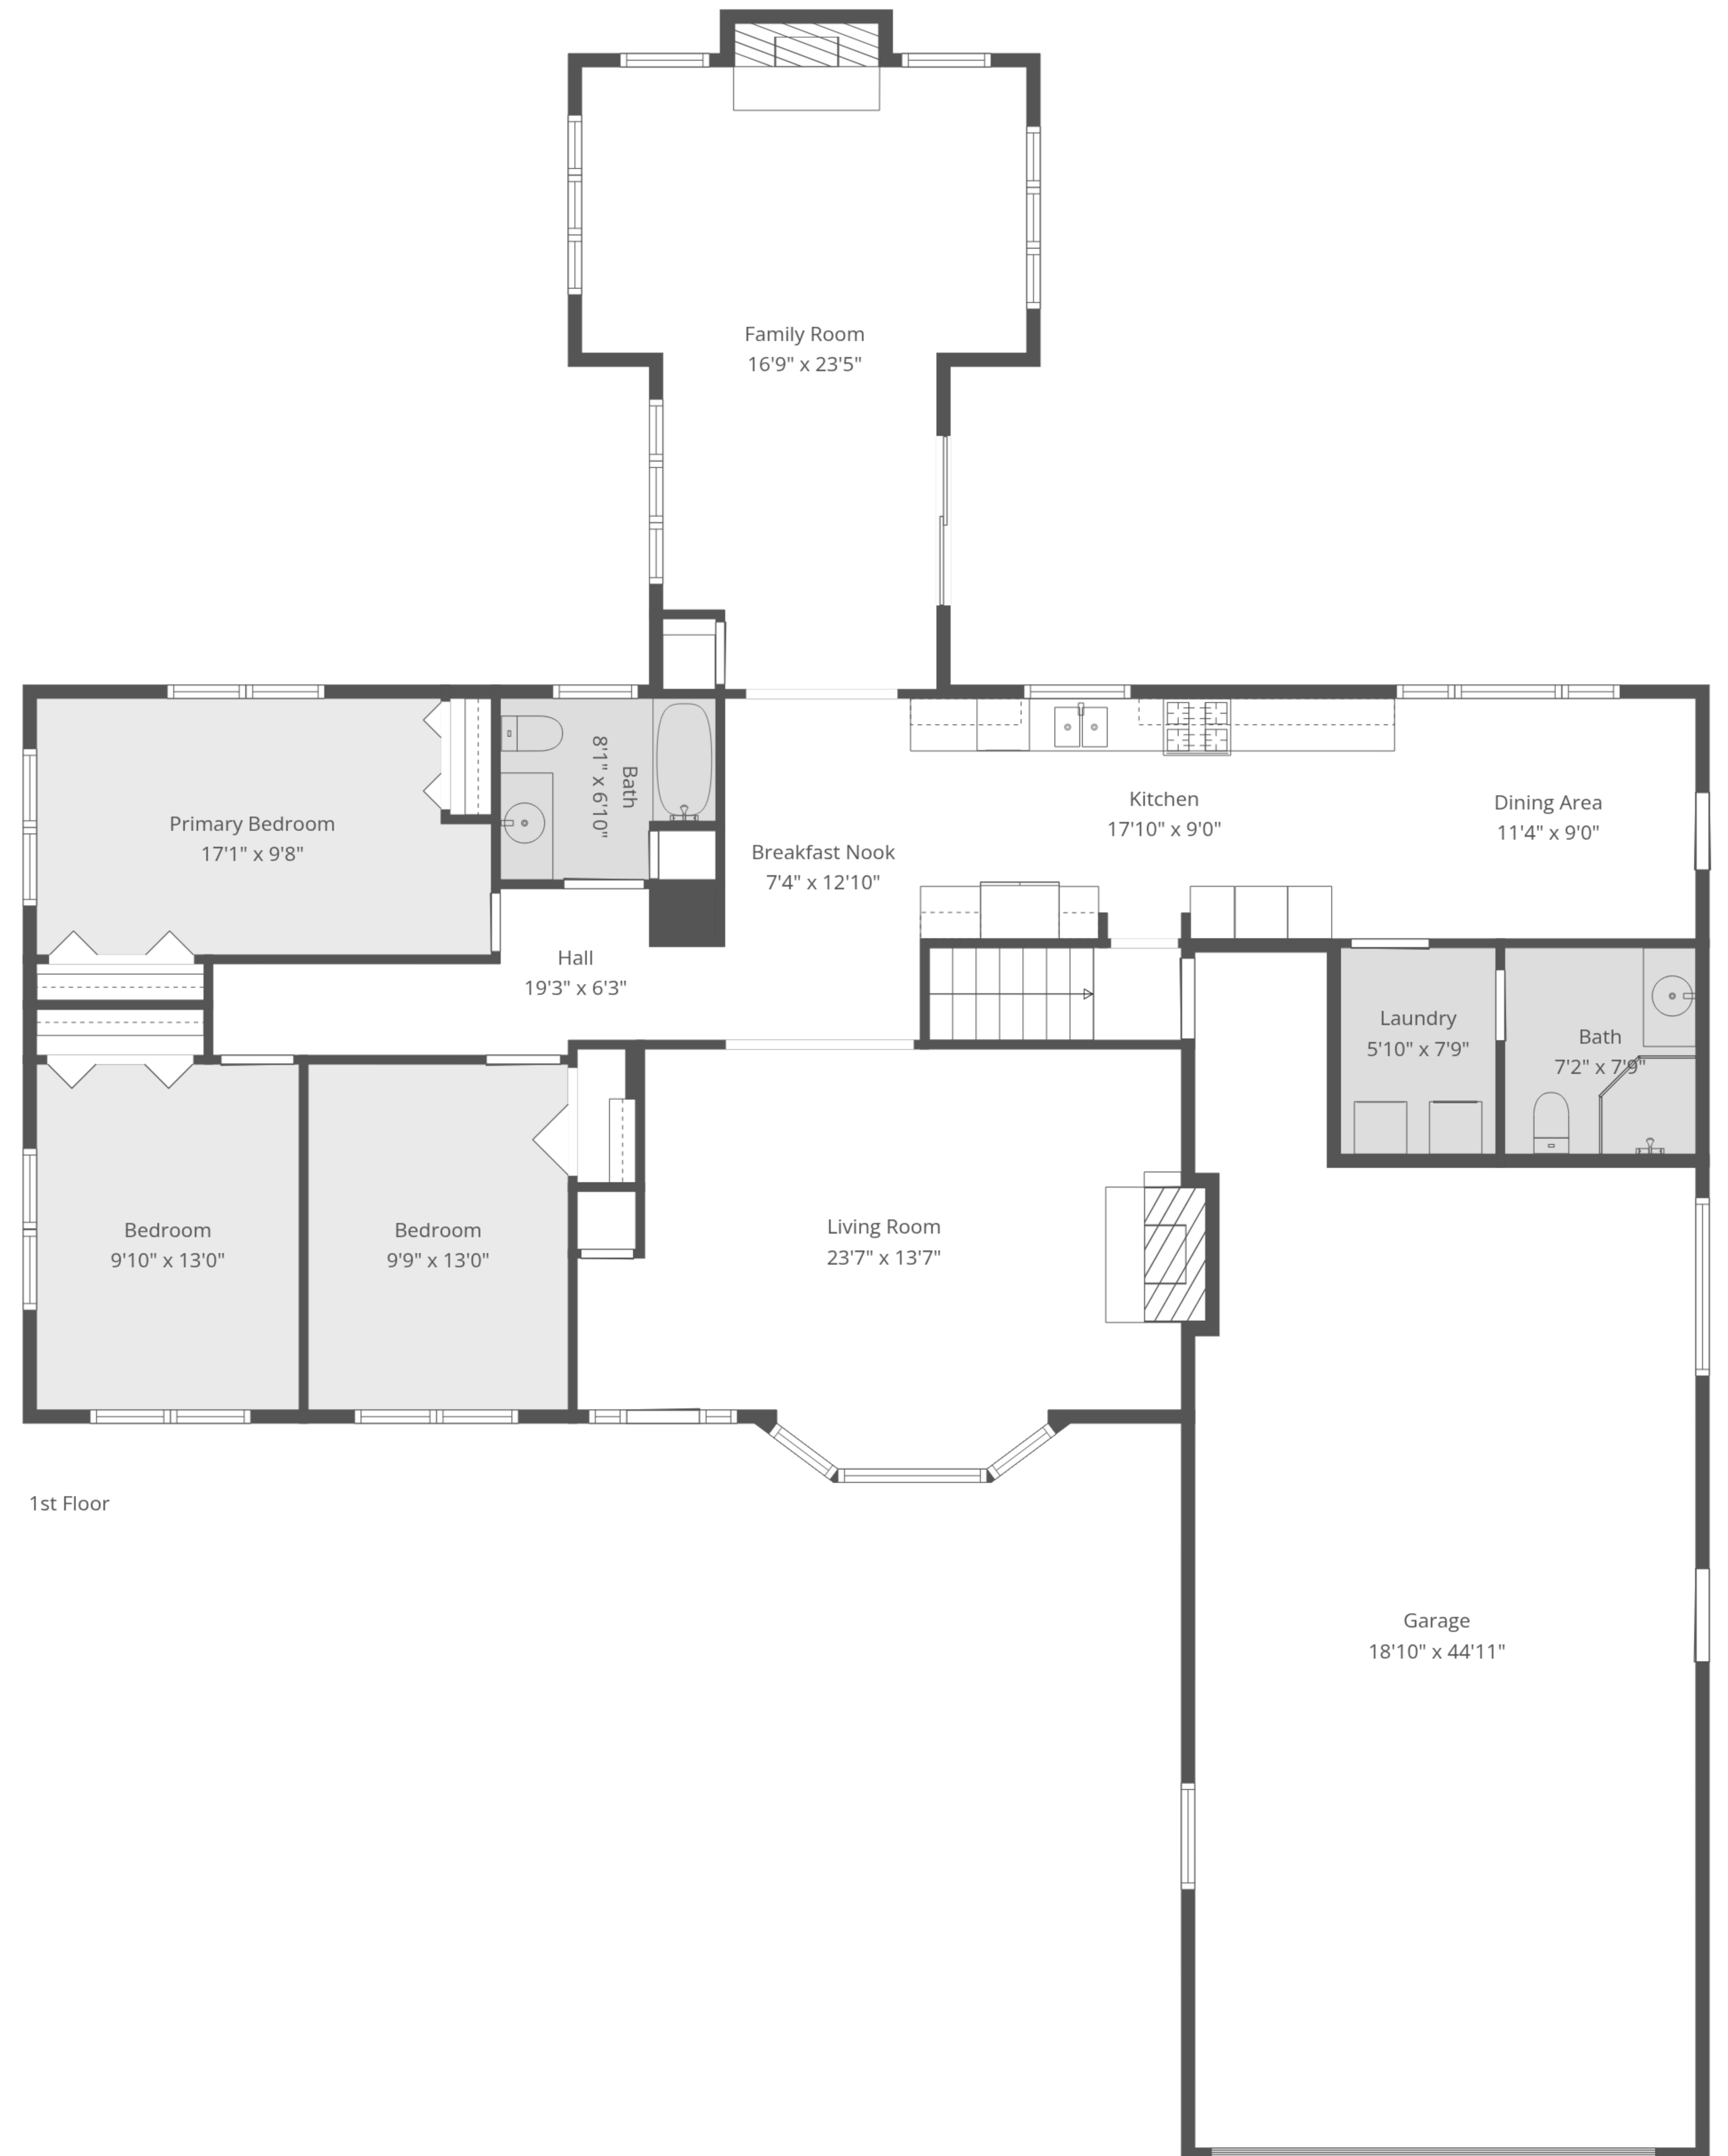 Family Room
16'9" x 23'5"
Primary Bedroom
17'1" x 9'8"
Bath
8'1" x 6'10"
Breakfast Nook
7'4" x 12'10"
Kitchen
17'10" x 9'0"
Dining Area
11'4" x 9'0"
Hall
19'3" x 6'3"
Laundry
5'10" x 7'9"
Bath
7'2" x 7'9"
Bedroom
9'10" x 13'0"
Bedroom
9'9" x 13'0"
Living Room
23'7" x 13'7"
1st Floor
Garage
18'10" x 44'11"